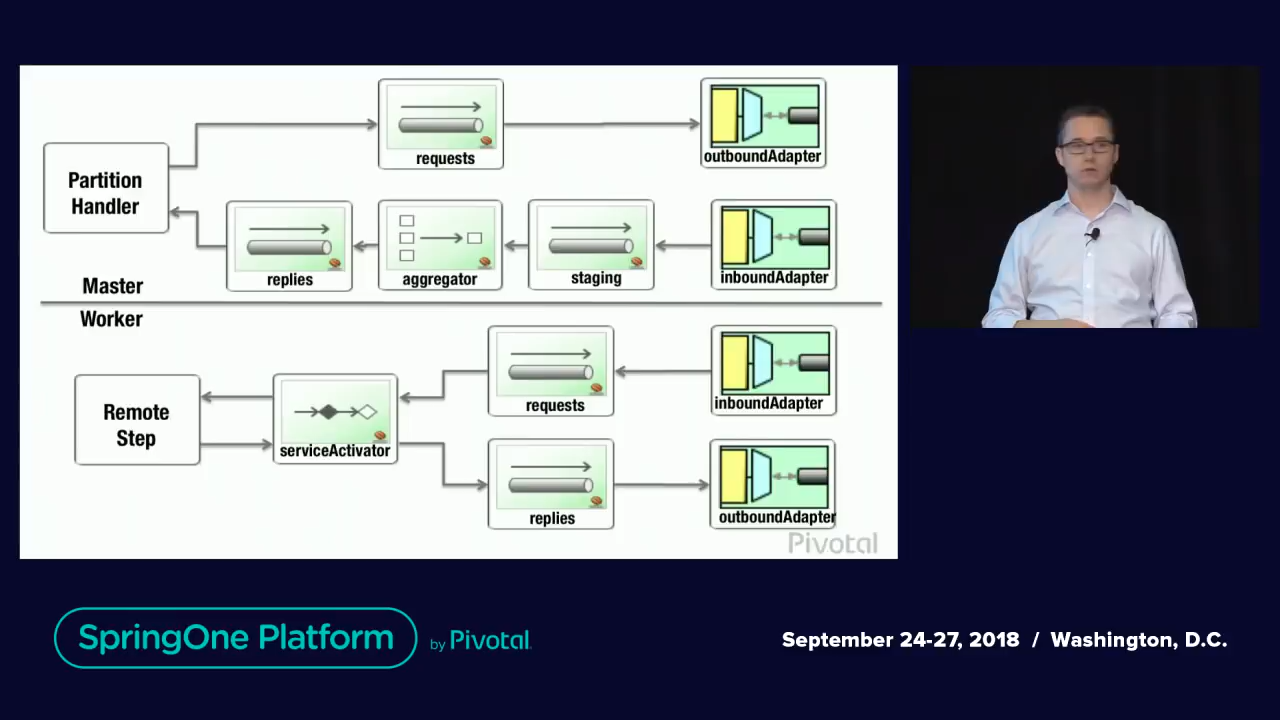 requests
outboundAdapter
Partition
Handler
replies
aggregator
staging
inboundAdapter
Master
Worker
Remote
Step
serviceActivator
requests
inboundAdapter
replies
outboundAdapter
Pivotal
SpringOne Platform
by Pivotal.
September 24-27, 2018 / Washington, D.C.